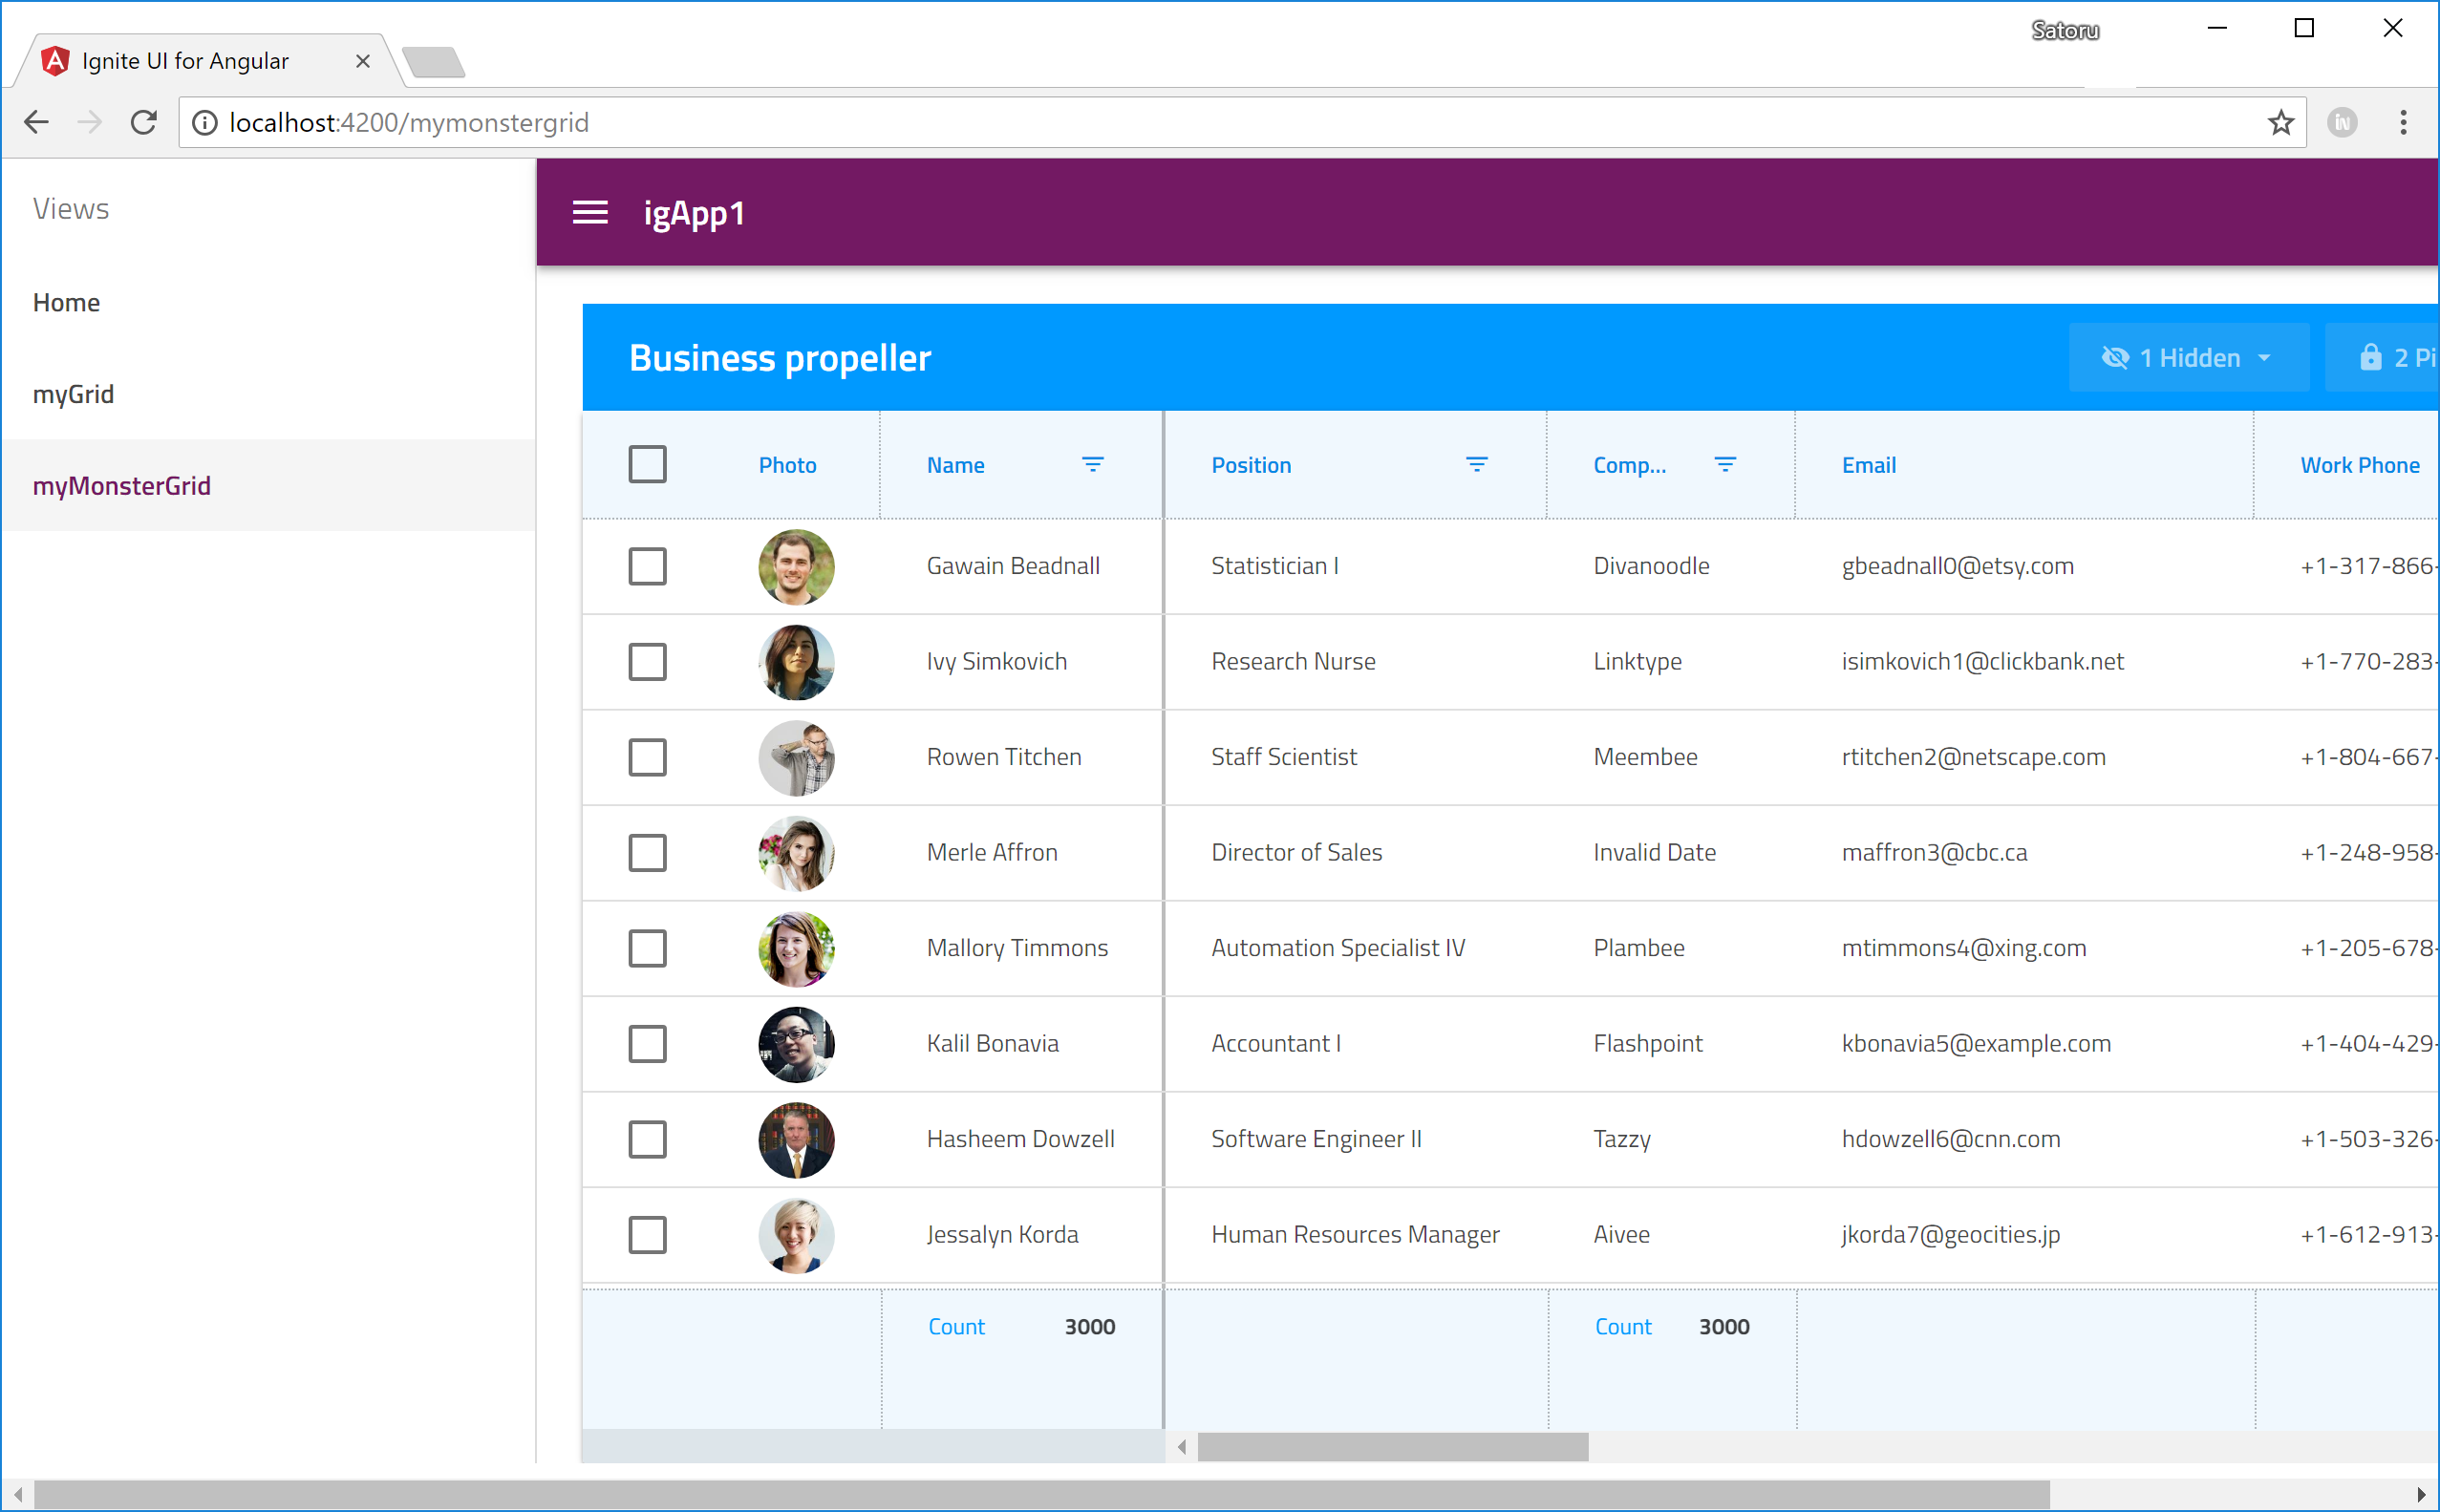 Satoru
Ignite UI for Angular
localhost:4200/mymonstergrid
Views
igApp1
Home
myGrid
myMonsterGrid
Business propeller
1 Hidden
2 Pi
Photo Name Position Comp... Email Work Phone
Gawain Beadnall Statistician I Divanoodle gbeadnall0@etsy.com +1-317-866-
Ivy Simkovich Research Nurse Linktype isimkovich1@clickbank.net +1-770-283-
Rowen Titchen Staff Scientist Meembee rtitchen2@netscape.com +1-804-667-
Merle Affron Director of Sales Invalid Date maffron3@cbc.ca +1-248-958-
Mallory Timmons Automation Specialist IV Plambee mtimmons4@xing.com +1-205-678-
Kalil Bonavia Accountant I Flashpoint kbonavia5@example.com +1-404-429-
Hasheem Dowzell Software Engineer II Tazzy hdowzell6@cnn.com +1-503-326-
Jessalyn Korda Human Resources Manager Aivee jkorda7@geocities.jp +1-612-913-
Count 3000 Count 3000